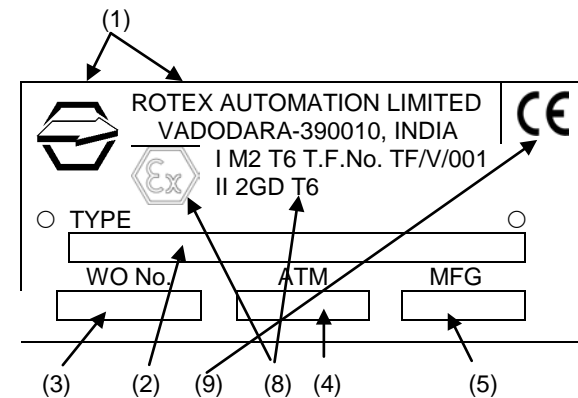 (1)
ROTEX AUTOMATION LIMITED
VADODARA-390010, INDIA
CE
Ex
I M2 T6 T.F.No. TF/V/001
II 2GD T6
TYPE
WO No. ATM MFG
(3) (2) (9) (8) (4) (5)